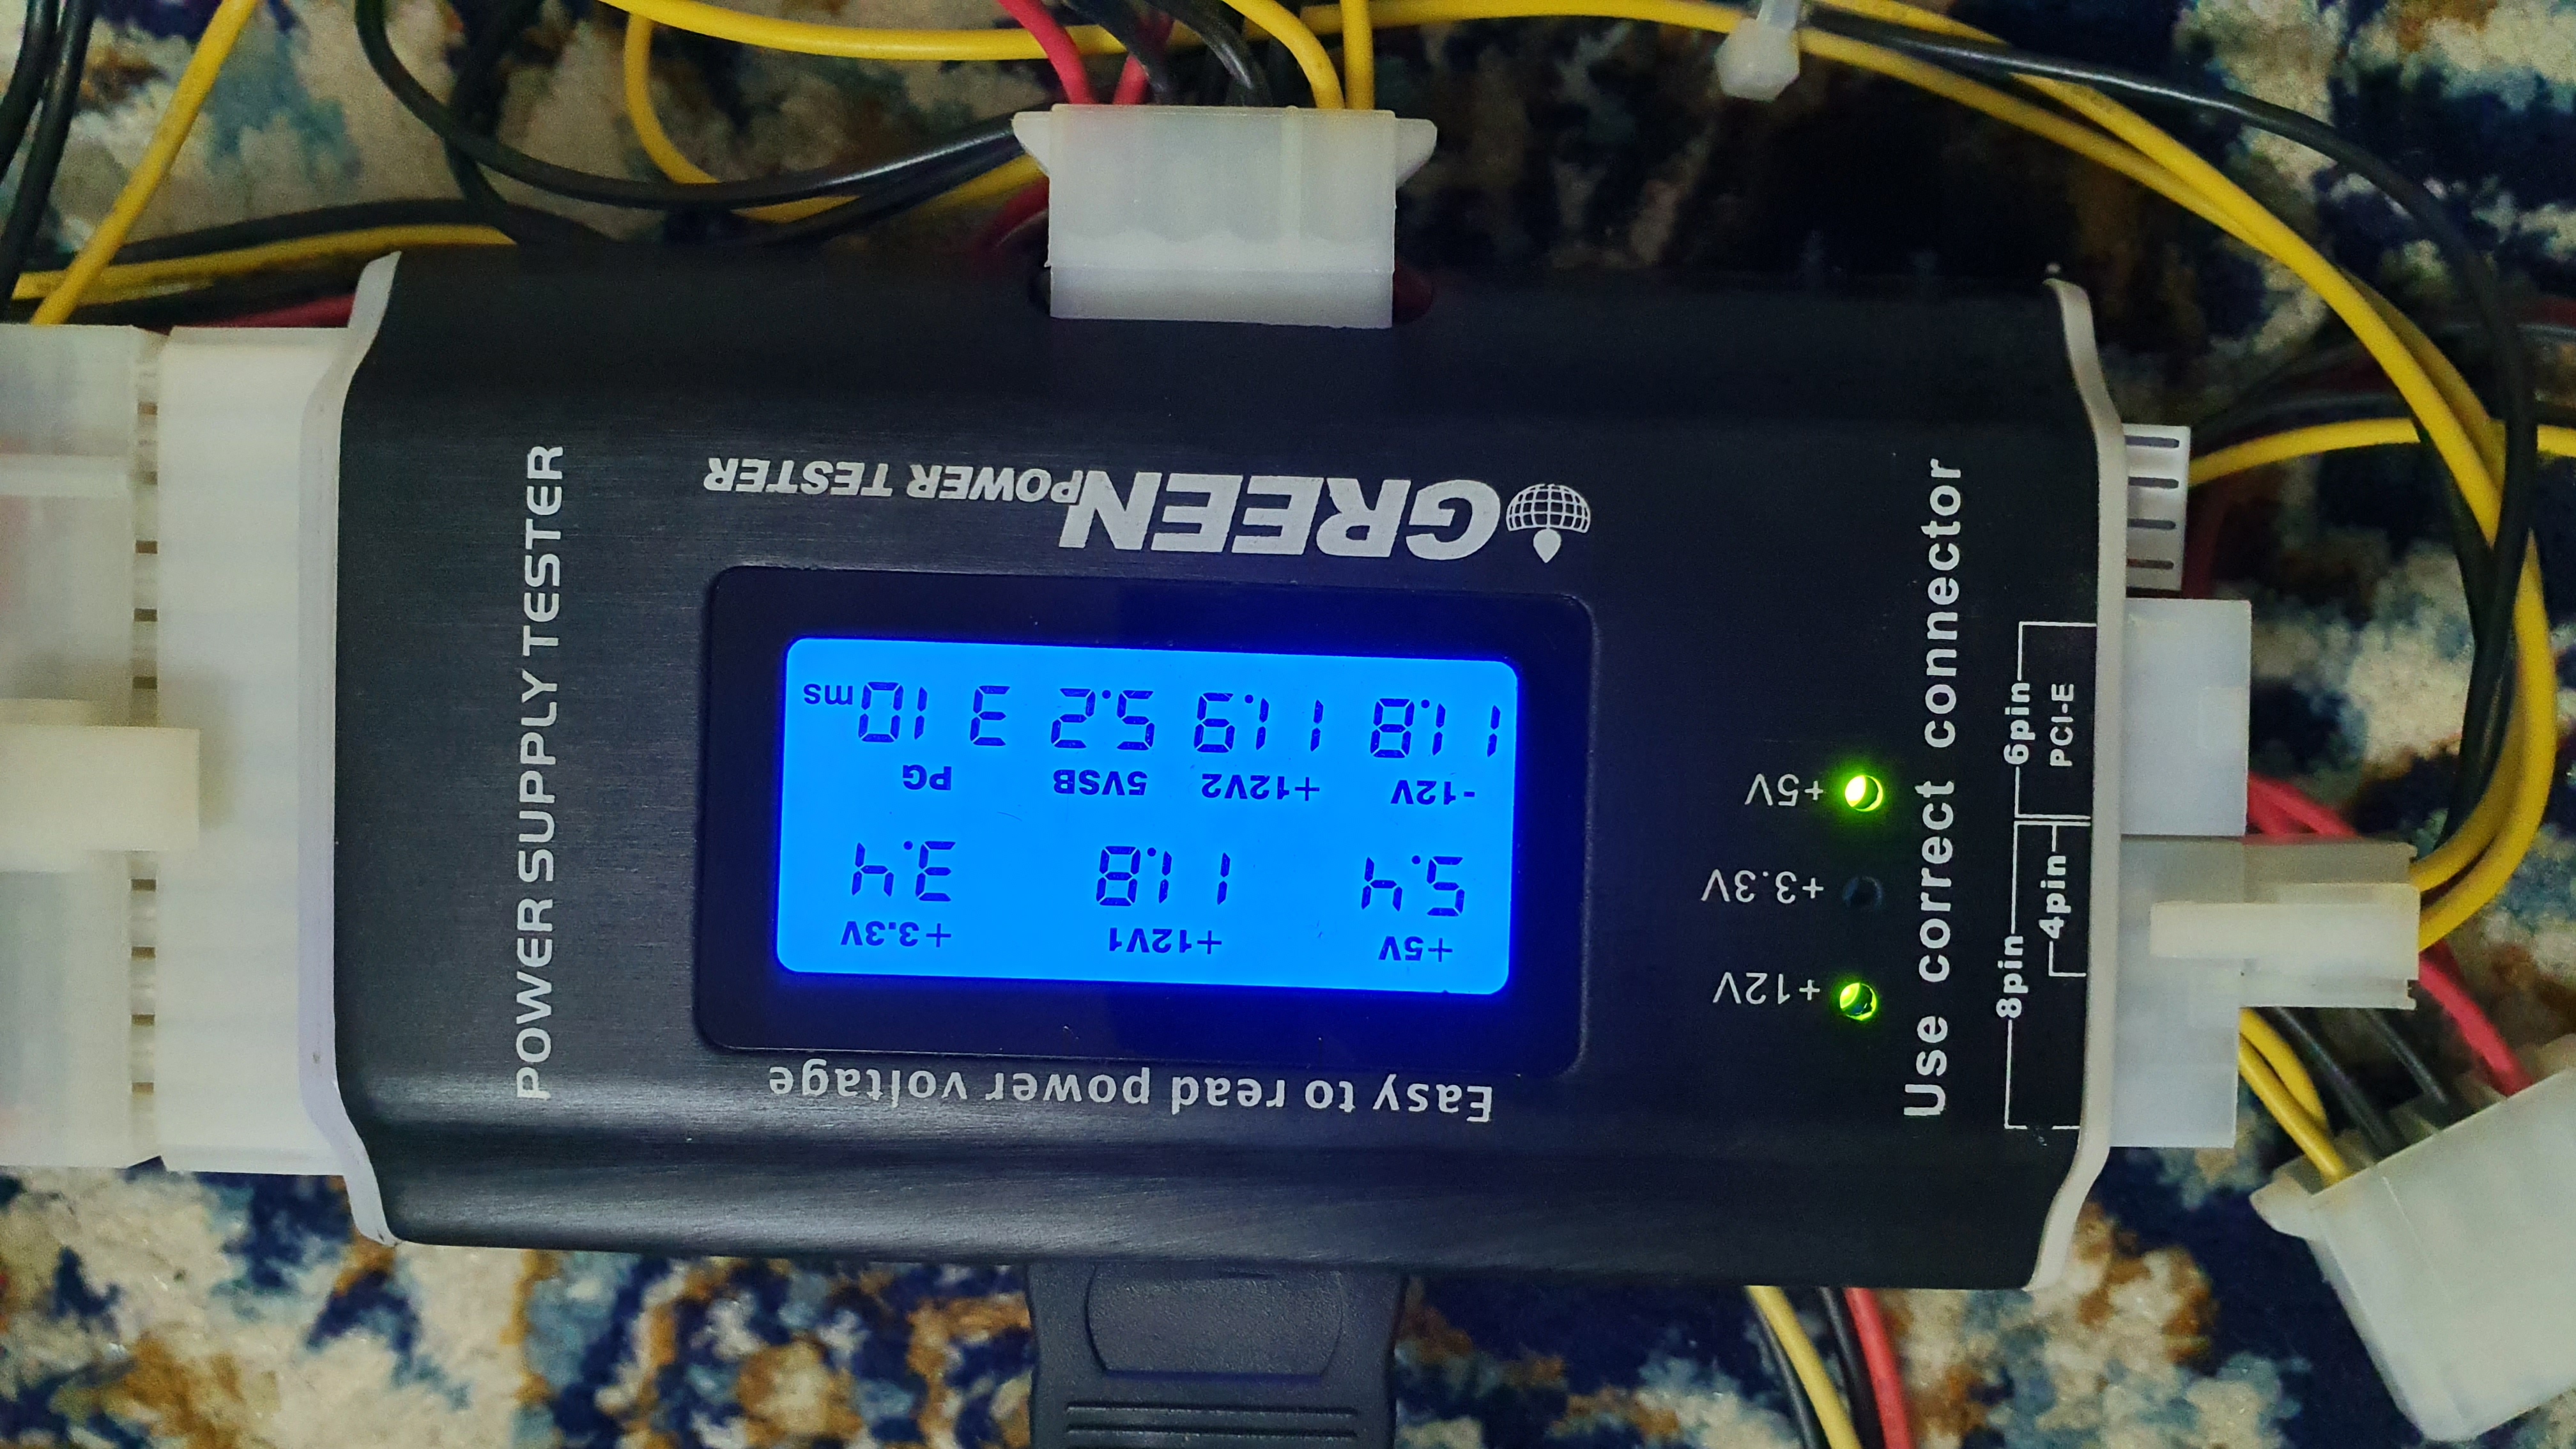 Easy to read power voltage
+5V +12V1 +3.3V
5.4 11.8 3.4
-12V +12V2 5VSB PG
11.8 11.9 5.2 310 ms
GREEN POWER TESTER
+12V
+3.3V
+5V
POWER SUPPLY TESTER
Use correct connector
8pin 6pin
4pin PCI-E